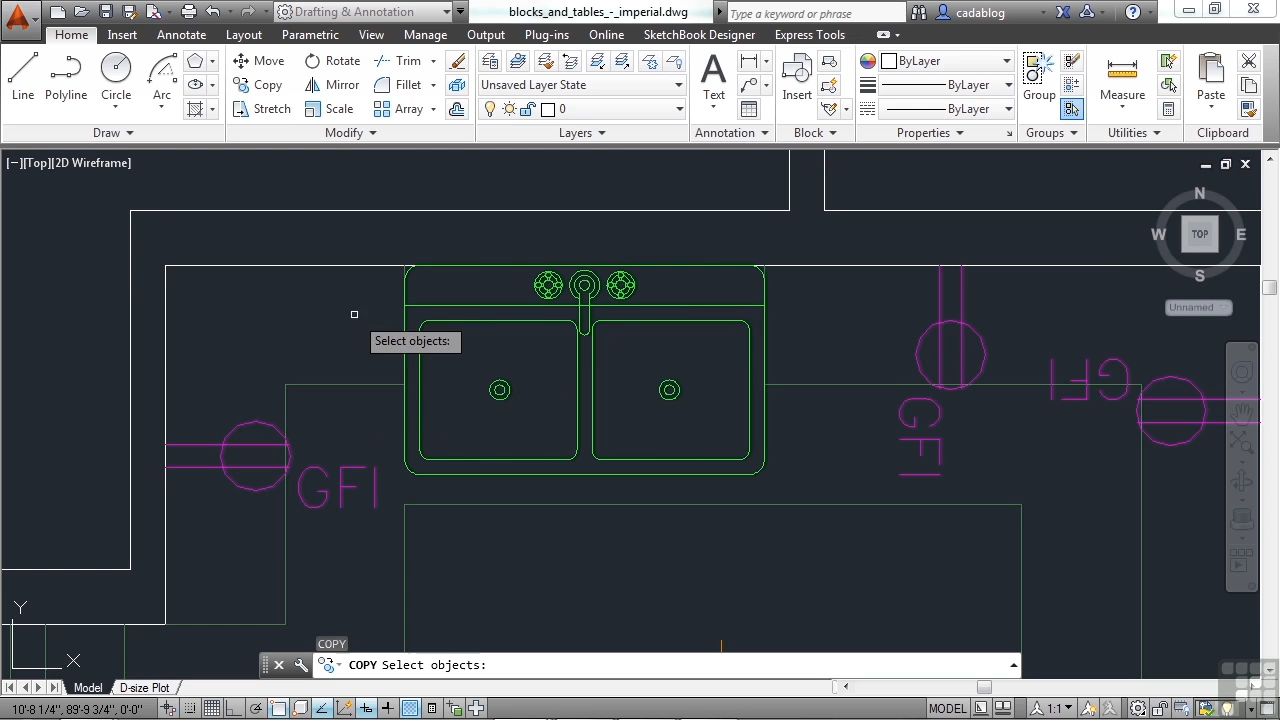 Drafting & Annotation
blocks_and_tables_-_imperial.dwg
Type a keyword or phrase
cadablog
Home Insert Annotate Layout Parametric View Manage Output Plug-ins Online SketchBook Designer Express Tools
Line
Polyline
Circle
Arc
Draw
Move Rotate Trim
Copy Mirror Fillet
Stretch Scale Array
Modify
Unsaved Layer State
0
Layers
Text
Annotation
Insert
Block
ByLayer
ByLayer
ByLayer
Properties
Group
Groups
Measure
Utilities
Paste
Clipboard
[−][Top][2D Wireframe]
N
W TOP E
S
Unnamed
Select objects:
GFI
GFI
GFI
Y
X
COPY
COPY Select objects:
Model D-size Plot
10'-8 1/4", 89'-9 3/4", 0'-0"
MODEL
1:1